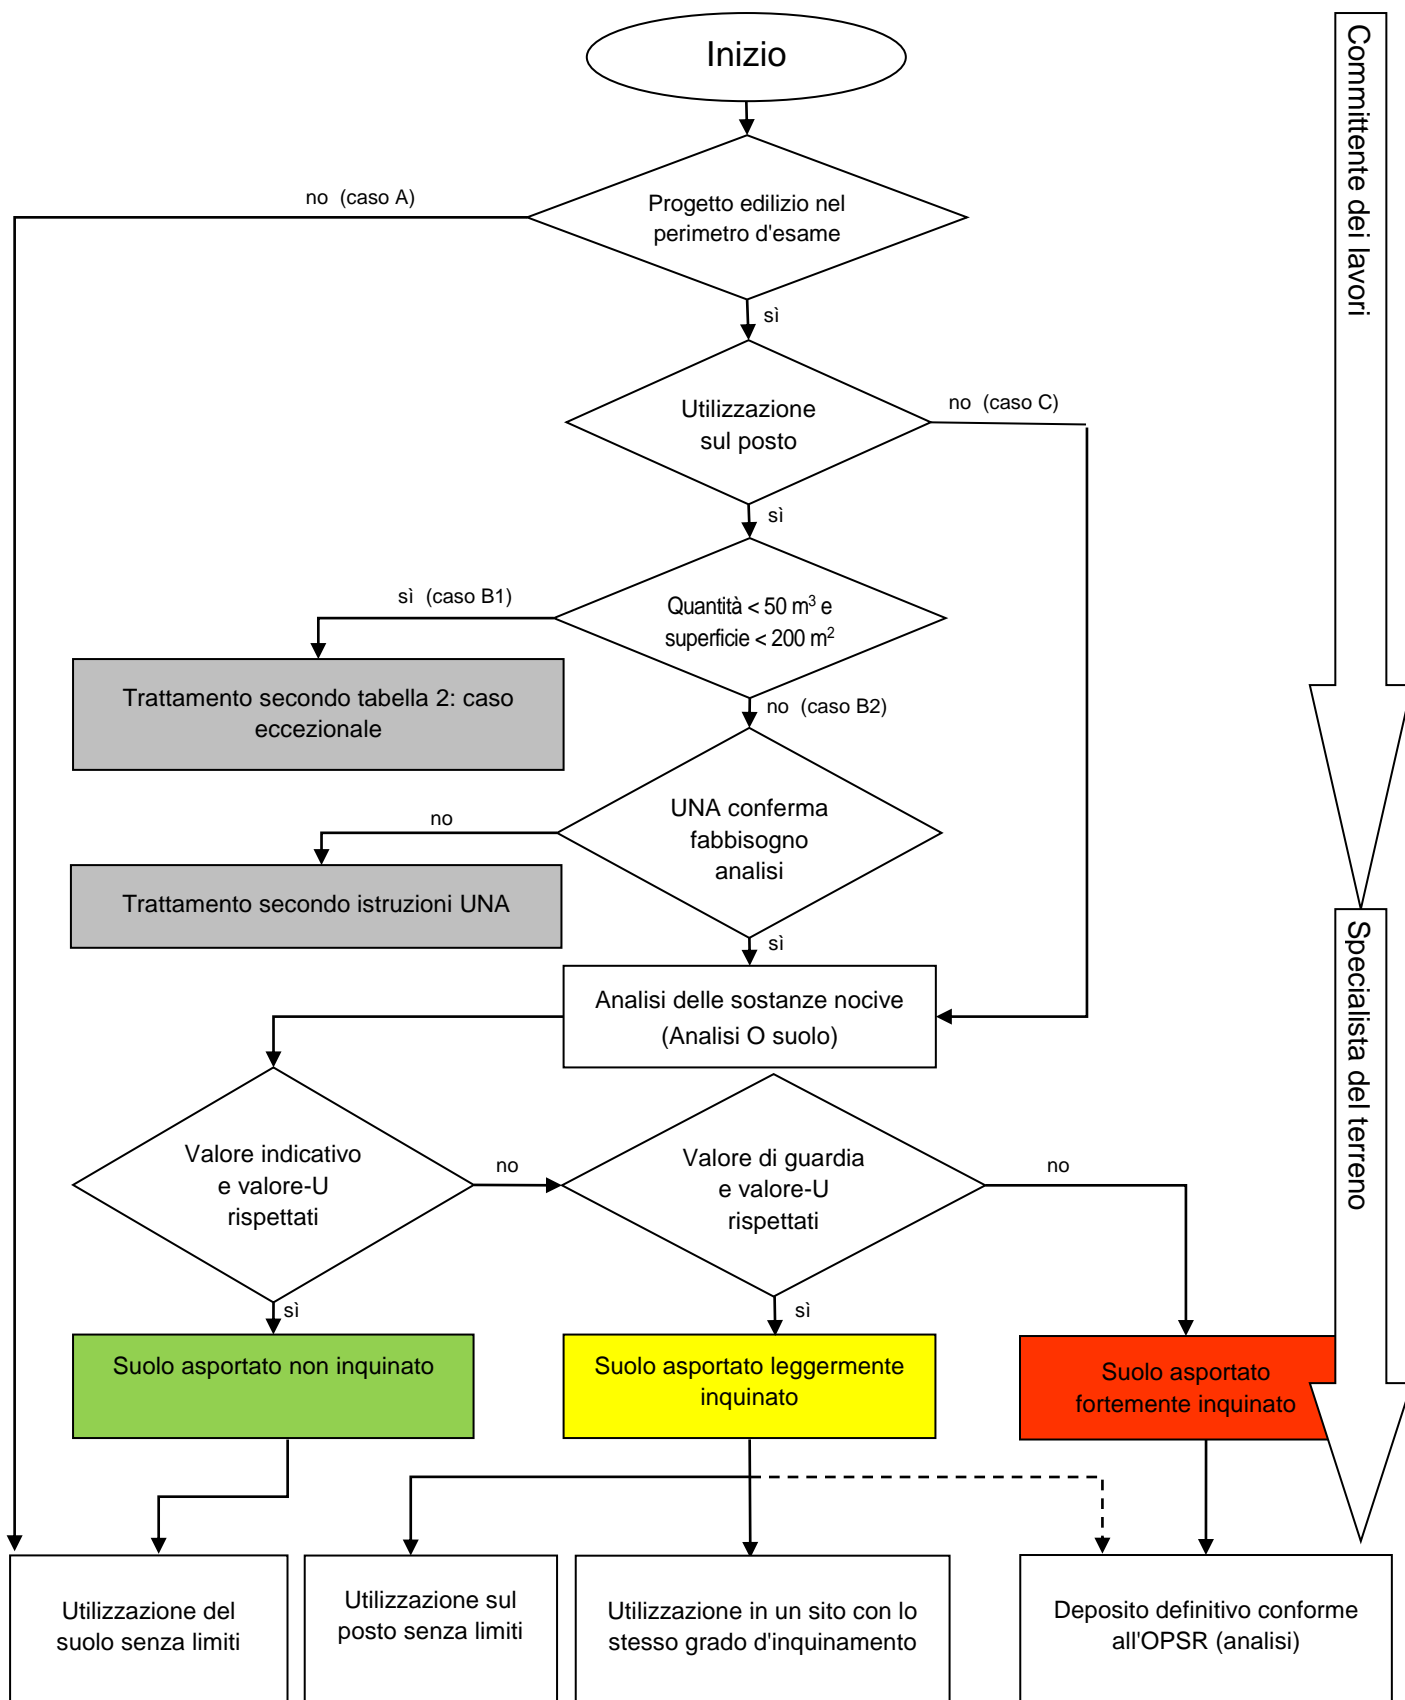 Inizio
no (caso A)
Progetto edilizio nel
perimetro d'esame
sì
Utilizzazione
sul posto
no (caso C)
sì
sì (caso B1)
Quantità < 50 m³ e
superficie < 200 m²
Trattamento secondo tabella 2: caso
eccezionale
no (caso B2)
UNA conferma
fabbisogno
analisi
no
Trattamento secondo istruzioni UNA
sì
Analisi delle sostanze nocive
(Analisi O suolo)
Valore indicativo
e valore-U
rispettati
no
Valore di guardia
e valore-U
rispettati
no
sì
sì
Suolo asportato non inquinato
Suolo asportato leggermente
inquinato
Suolo asportato
fortemente inquinato
Utilizzazione del
suolo senza limiti
Utilizzazione sul
posto senza limiti
Utilizzazione in un sito con lo
stesso grado d'inquinamento
Deposito definitivo conforme
all'OPSR (analisi)
Committente dei lavori
Specialista del terreno